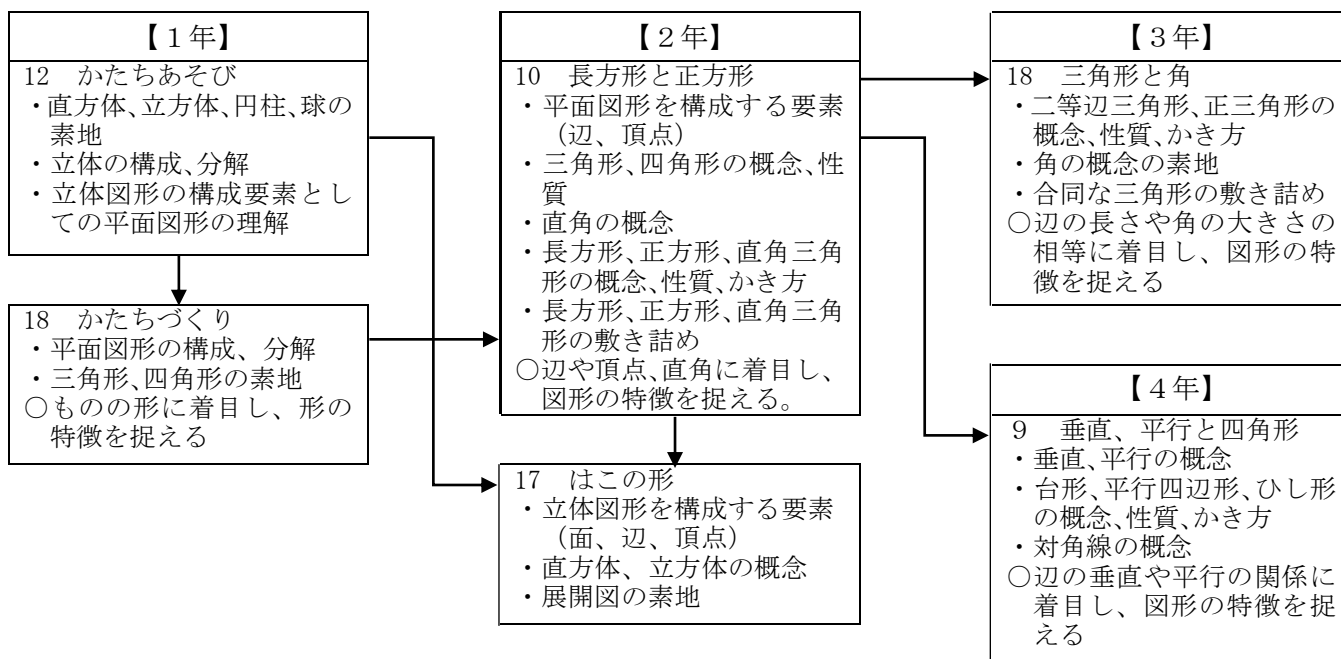 【１年】
12　かたちあそび
・直方体、立方体、円柱、球の
素地
・立体の構成、分解
・立体図形の構成要素とし
ての平面図形の理解
18　かたちづくり
・平面図形の構成、分解
・三角形、四角形の素地
○ものの形に着目し、形の
特徴を捉える
【２年】
10　長方形と正方形
・平面図形を構成する要素
（辺、頂点）
・三角形、四角形の概念、性
質
・直角の概念
・長方形、正方形、直角三角
形の概念、性質、かき方
・長方形、正方形、直角三角
形の敷き詰め
○辺や頂点、直角に着目し、
図形の特徴を捉える。
17　はこの形
・立体図形を構成する要素
（面、辺、頂点）
・直方体、立方体の概念
・展開図の素地
【３年】
18　三角形と角
・二等辺三角形、正三角形の
概念、性質、かき方
・角の概念の素地
・合同な三角形の敷き詰め
○辺の長さや角の大きさの
相等に着目し、図形の特
徴を捉える
【４年】
9　垂直、平行と四角形
・垂直、平行の概念
・台形、平行四辺形、ひし形
の概念、性質、かき方
・対角線の概念
○辺の垂直や平行の関係に
着目し、図形の特徴を捉
える